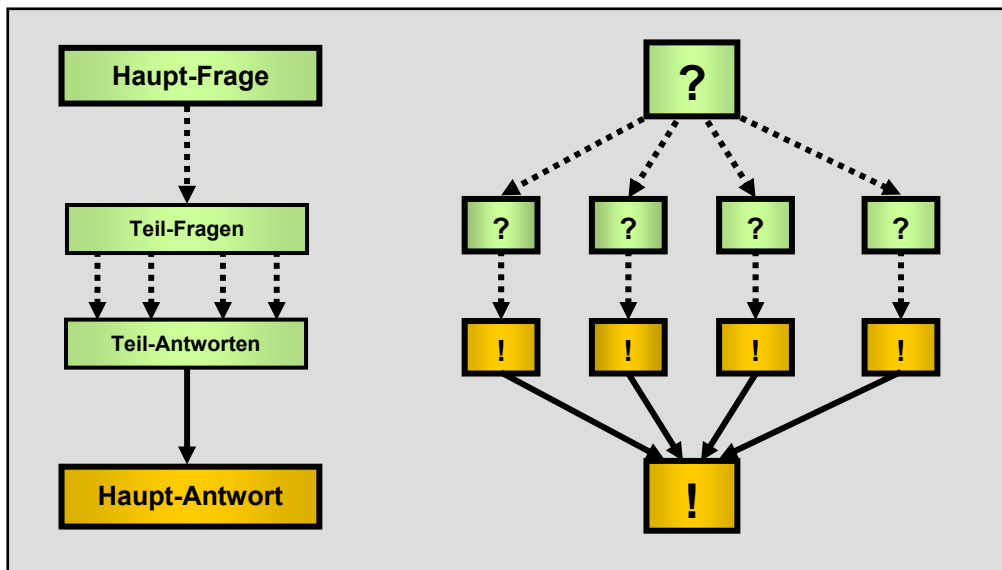 Haupt-Frage
?
Teil-Fragen
? ? ? ?
Teil-Antworten
! ! ! !
Haupt-Antwort
!